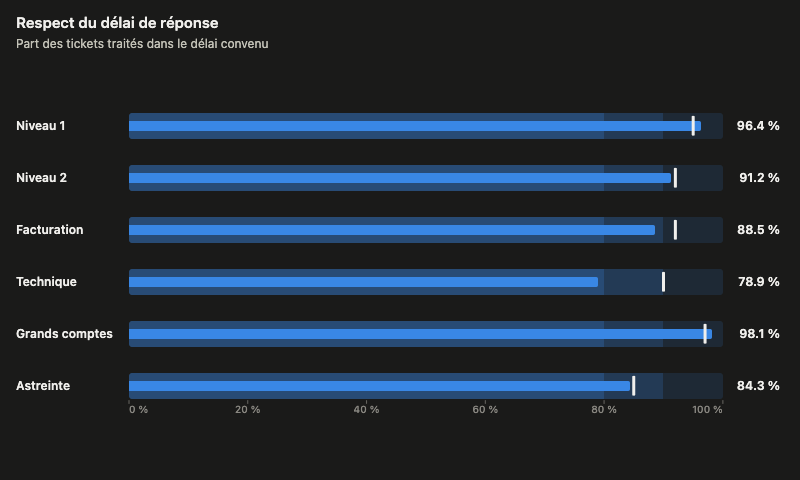 Respect du délai de réponse
Part des tickets traités dans le délai convenu
Niveau 1 96.4 %
Niveau 2 91.2 %
Facturation 88.5 %
Technique 78.9 %
Grands comptes 98.1 %
Astreinte 84.3 %
0 % 20 % 40 % 60 % 80 % 100 %